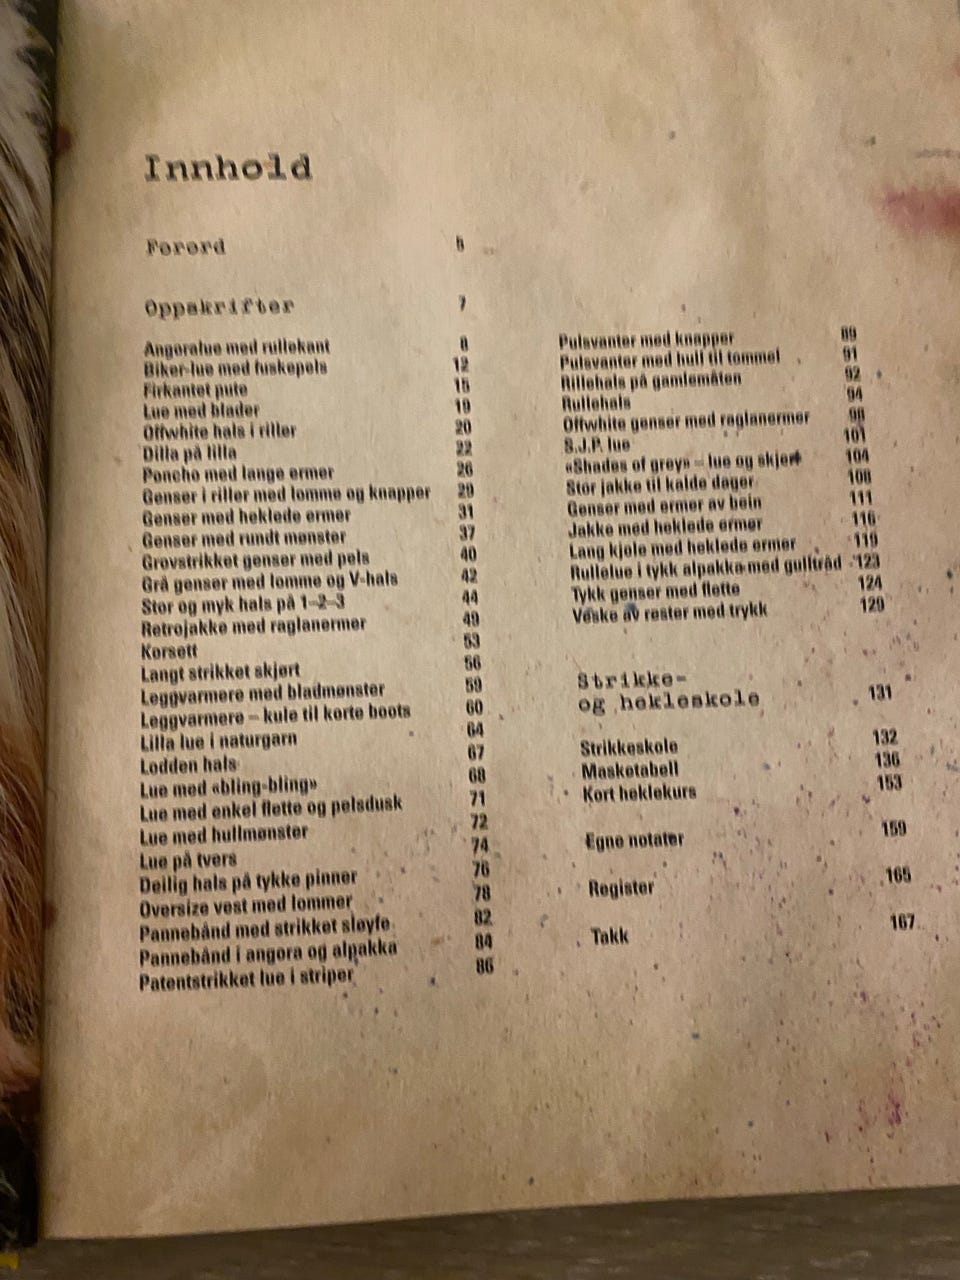 Innhold
Forord 5
Oppskrifter 7
Angoralue med rullekant 8
Biker-lue med fuskepels 12
Firkantet pute 15
Lue med blader 19
Offwhite hals i riller 20
Dilla på lilla 22
Poncho med lange ermer 26
Genser i riller med lomme og knapper 29
Genser med heklede ermer 31
Genser med rundt mønster 37
Grovstrikket genser med pels 40
Grå genser med lomme og V-hals 42
Stor og myk hals på 1–2–3 44
Retrojakke med raglanermer 49
Korsett 53
Langt strikket skjørt 56
Leggvarmere med bladmønster 59
Leggvarmere – kule til korte boots 60
Lilla lue i naturgarn 64
Lodden hals 67
Lue med «bling-bling» 68
Lue med enkel flette og pelsdusk 71
Lue med hullmønster 72
Lue på tvers 74
Deilig hals på tykke pinner 76
Oversize vest med lommer 78
Pannebånd med strikket sløyfe 82
Pannebånd i angora og alpakka 84
Patentstrikket lue i striper 86
Pulsvanter med knapper 89
Pulsvanter med hull til tommel 91
Rillehals på gamlemåten 92
Rullehals 94
Offwhite genser med raglanermer 98
S.J.P. lue 101
«Shades of grey» – lue og skjørt 104
Stor jakke til kalde dager 108
Genser med ermer av bein 111
Jakke med heklede ermer 116
Lang kjole med heklede ermer 119
Rullelue i tykk alpakka med gulltråd 123
Tykk genser med flette 124
Veske av rester med trykk 129
Strikke-
og hekleskole 131
Strikkeskole 132
Masketabell 136
Kort heklekurs 153
Egne notater 159
Register 165
Takk 167